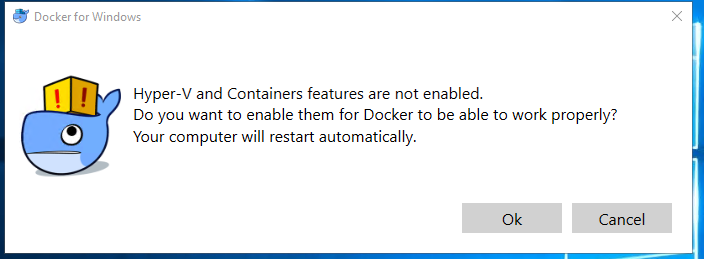 Docker for Windows
Hyper-V and Containers features are not enabled.
Do you want to enable them for Docker to be able to work properly?
Your computer will restart automatically.
Ok
Cancel